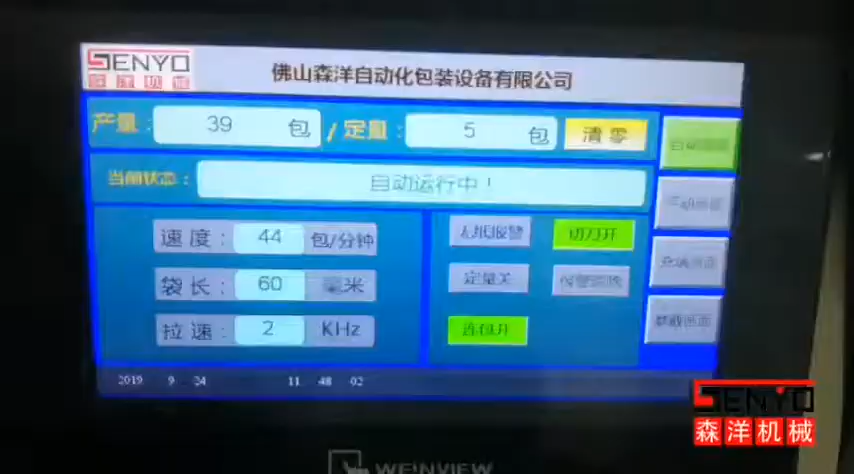 SENYO
森洋机械
佛山森洋自动化包装设备有限公司
产量: 39 包 / 定量: 5 包 清零
当前状态: 自动运行中!
速度: 44 包/分钟
袋长: 60 毫米
拉速: 2 KHz
无纸报警 切刀开
定量关
连包开
2019 9 24 11 48 02
SENYO
森洋机械
WEINVIEW